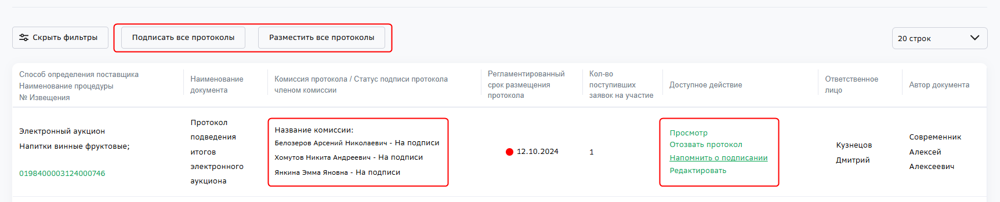 Скрыть фильтры
Подписать все протоколы
Разместить все протоколы
20 строк
Способ определения поставщика
Наименование процедуры
№ Извещения
Наименование
документа
Комиссия протокола / Статус подписи протокола
членом комиссии
Регламентированный
срок размещения
протокола
Кол-во
поступивших
заявок на участие
Доступное действие
Ответственное
лицо
Автор документа
Электронный аукцион
Напитки винные фруктовые;
0198400003124000746
Протокол
подведения
итогов
электронного
аукциона
Название комиссии:
Белозеров Арсений Николаевич - На подписи
Хомутов Никита Андреевич - На подписи
Янкина Эмма Яновна - На подписи
12.10.2024
1
Просмотр
Отозвать протокол
Напомнить о подписании
Редактировать
Кузнецов
Дмитрий
Современник
Алексей
Алексеевич